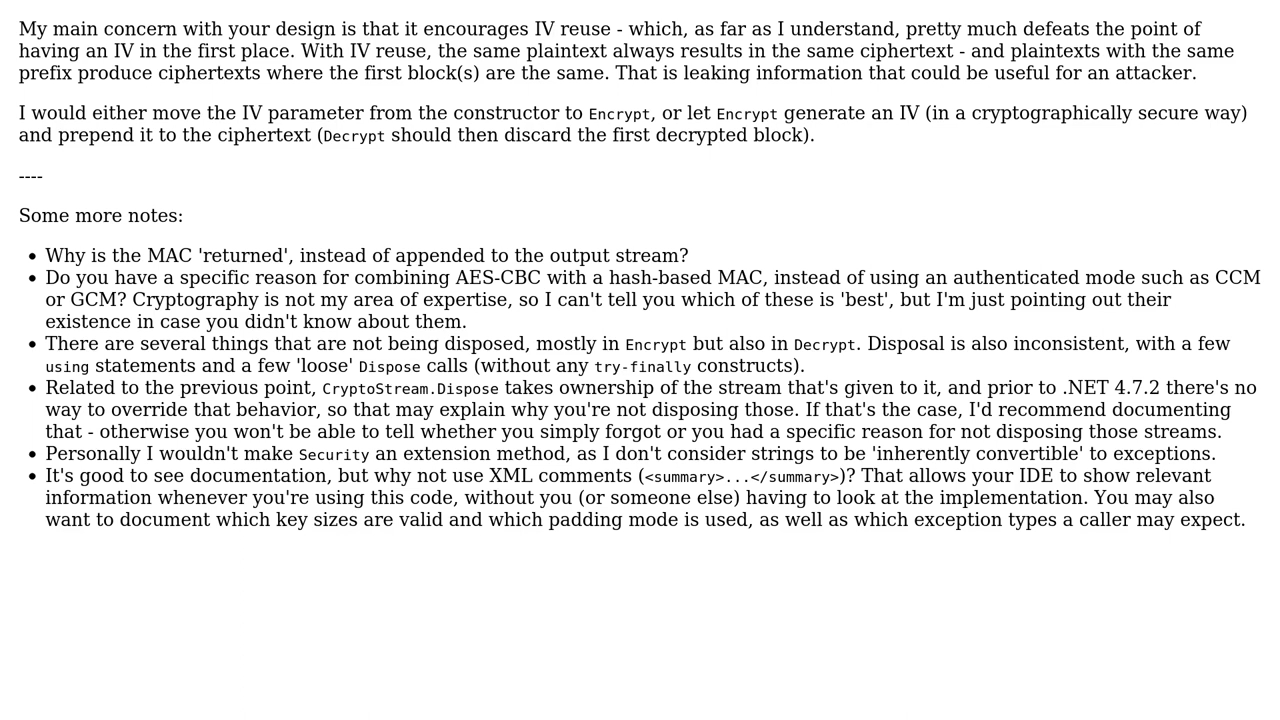 My main concern with your design is that it encourages IV reuse - which, as far as I understand, pretty much defeats the point of
having an IV in the first place. With IV reuse, the same plaintext always results in the same ciphertext - and plaintexts with the same
prefix produce ciphertexts where the first block(s) are the same. That is leaking information that could be useful for an attacker.
I would either move the IV parameter from the constructor to Encrypt, or let Encrypt generate an IV (in a cryptographically secure way)
and prepend it to the ciphertext (Decrypt should then discard the first decrypted block).
----
Some more notes:
• Why is the MAC 'returned', instead of appended to the output stream?
• Do you have a specific reason for combining AES-CBC with a hash-based MAC, instead of using an authenticated mode such as CCM
or GCM? Cryptography is not my area of expertise, so I can't tell you which of these is 'best', but I'm just pointing out their
existence in case you didn't know about them.
• There are several things that are not being disposed, mostly in Encrypt but also in Decrypt. Disposal is also inconsistent, with a few
using statements and a few 'loose' Dispose calls (without any try-finally constructs).
• Related to the previous point, CryptoStream.Dispose takes ownership of the stream that's given to it, and prior to .NET 4.7.2 there's no
way to override that behavior, so that may explain why you're not disposing those. If that's the case, I'd recommend documenting
that - otherwise you won't be able to tell whether you simply forgot or you had a specific reason for not disposing those streams.
• Personally I wouldn't make Security an extension method, as I don't consider strings to be 'inherently convertible' to exceptions.
• It's good to see documentation, but why not use XML comments (<summary>...</summary>)? That allows your IDE to show relevant
information whenever you're using this code, without you (or someone else) having to look at the implementation. You may also
want to document which key sizes are valid and which padding mode is used, as well as which exception types a caller may expect.